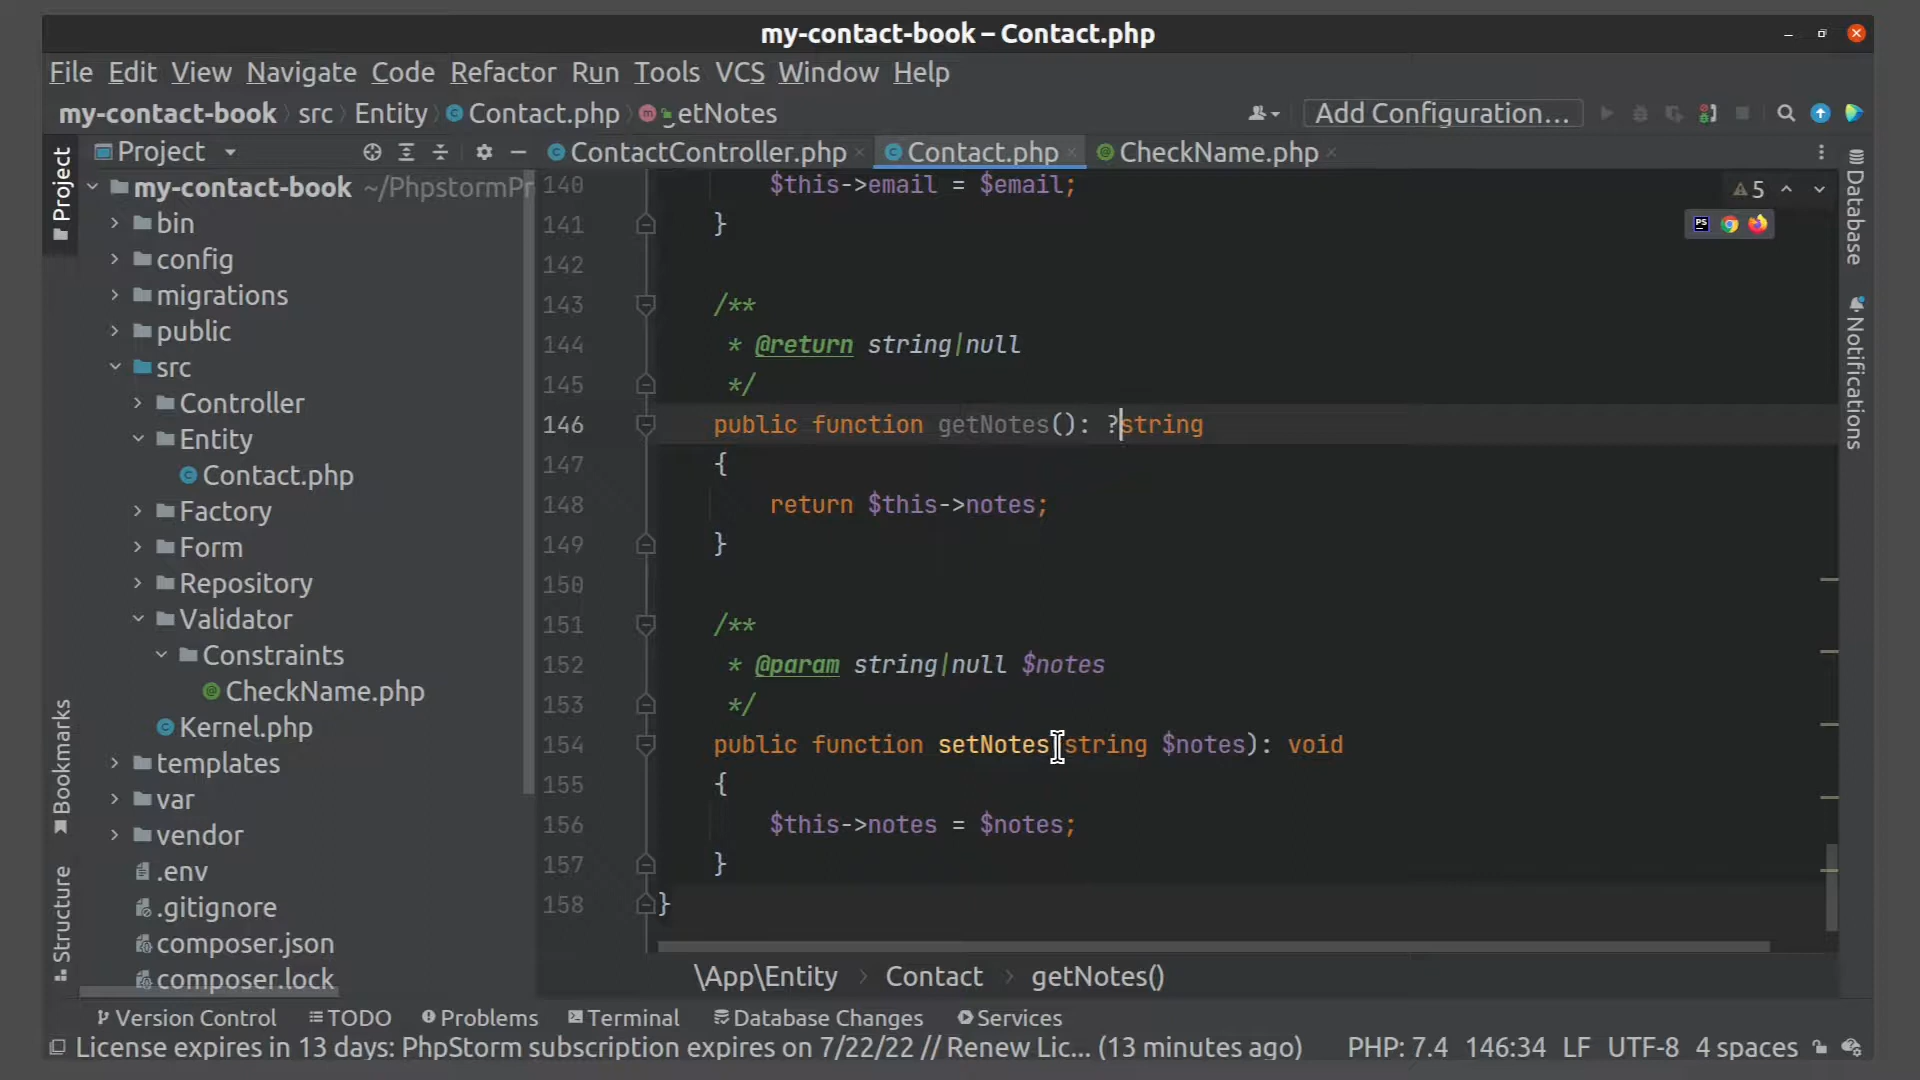 my-contact-book – Contact.php
File Edit View Navigate Code Refactor Run Tools VCS Window Help
my-contact-book src Entity Contact.php getNotes
Add Configuration...
Project
ContactController.php Contact.php CheckName.php
my-contact-book ~/PhpstormPr
bin
config
migrations
public
src
Controller
Entity
Contact.php
Factory
Form
Repository
Validator
Constraints
CheckName.php
Kernel.php
templates
var
vendor
.env
.gitignore
composer.json
composer.lock
Project
Bookmarks
Structure
5
PS
140 $this->email = $email;
141 }
142
143 /**
144 * @return string|null
145 */
146 public function getNotes(): ?string
147 {
148 return $this->notes;
149 }
150
151 /**
152 * @param string|null $notes
153 */
154 public function setNotes(string $notes): void
155 {
156 $this->notes = $notes;
157 }
158 }
Database
Notifications
\App\Entity Contact getNotes()
Version Control TODO Problems Terminal Database Changes Services
License expires in 13 days: PhpStorm subscription expires on 7/22/22 // Renew Lic... (13 minutes ago) PHP: 7.4 146:34 LF UTF-8 4 spaces